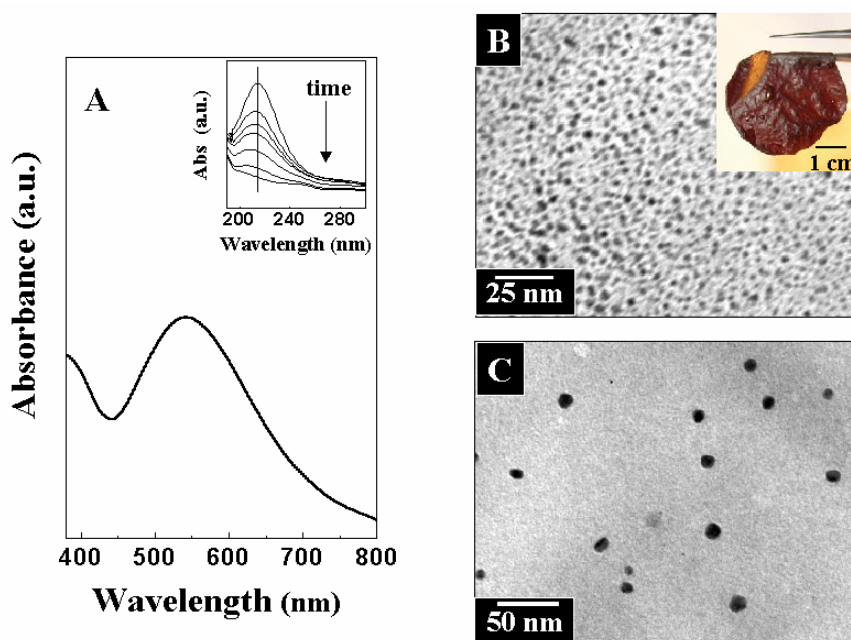 A
Absorbance (a.u.)
400 500 600 700 800
Wavelength (nm)
time
Abs (a.u.)
200 240 280
Wavelength (nm)
B
1 cm
25 nm
C
50 nm